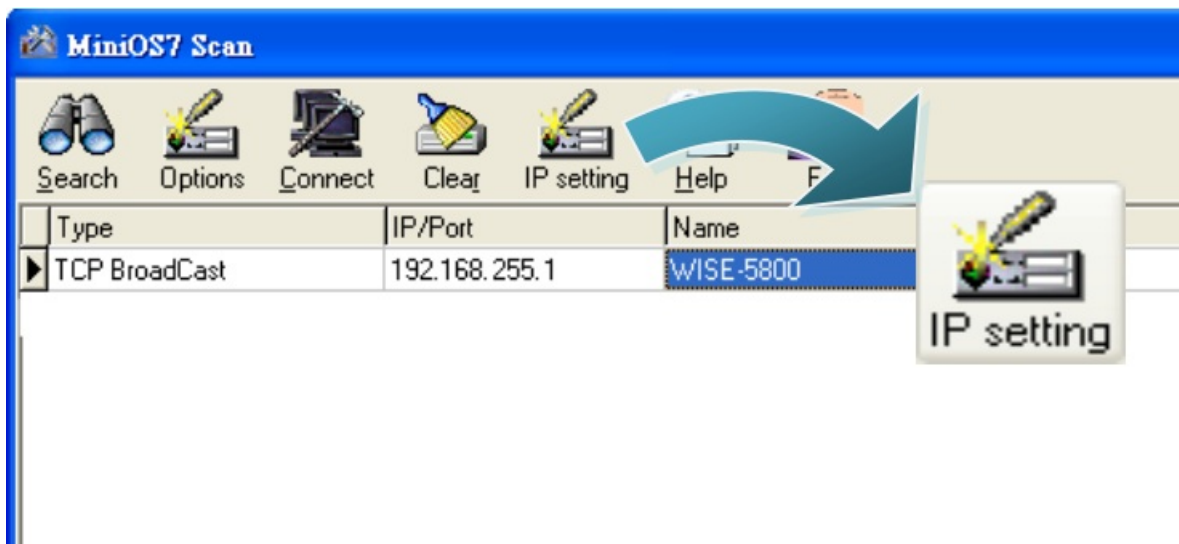 MiniOS7 Scan
Search Options Connect Clear IP setting Help
Type IP/Port Name
TCP BroadCast 192.168.255.1 WISE-5800
IP setting